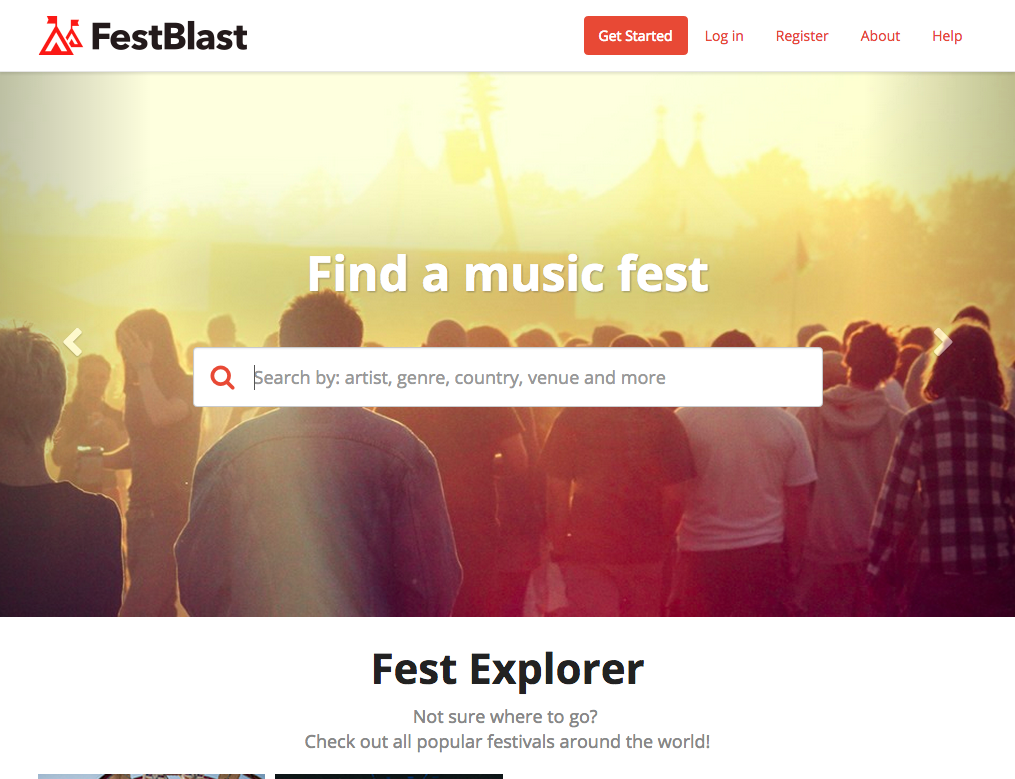 FestBlast
Get Started
Log in
Register
About
Help
Find a music fest
Search by: artist, genre, country, venue and more
Fest Explorer
Not sure where to go?
Check out all popular festivals around the world!